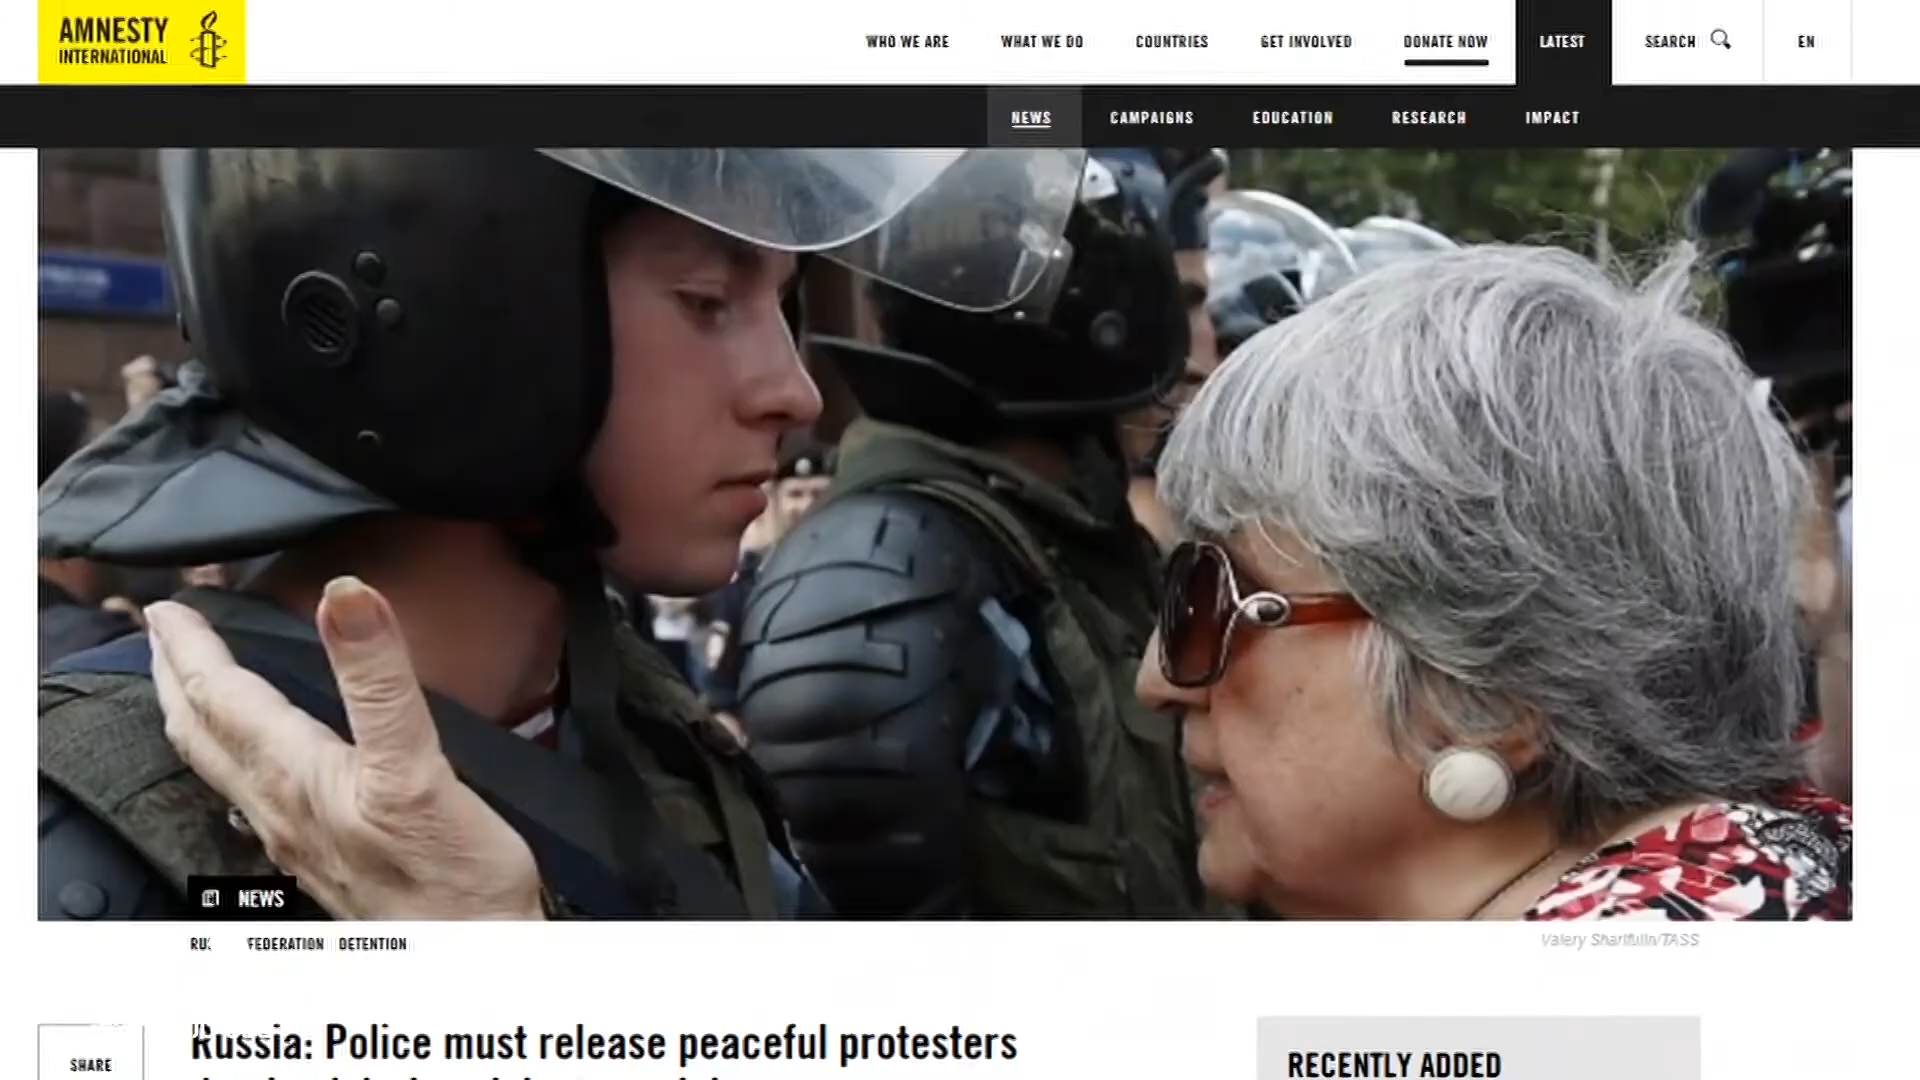 AMNESTY
INTERNATIONAL
WHO WE ARE
WHAT WE DO
COUNTRIES
GET INVOLVED
DONATE NOW
LATEST
SEARCH
EN
NEWS
CAMPAIGNS
EDUCATION
RESEARCH
IMPACT
NEWS
FEDERATION DETENTION
Valery Sharifulin/TASS
Russia: Police must release peaceful protesters
SHARE
RECENTLY ADDED